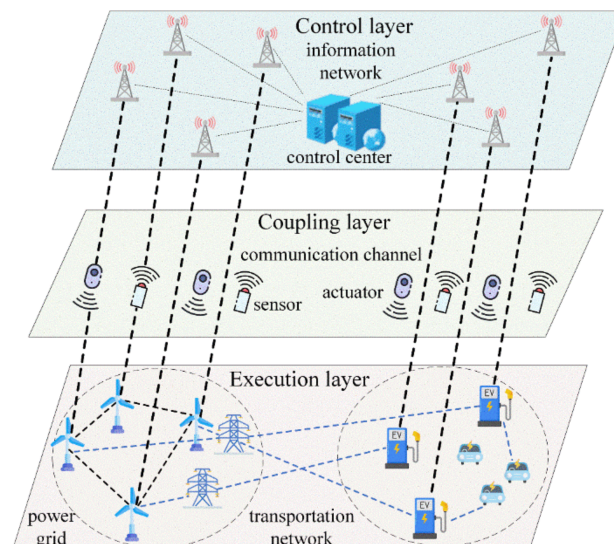 Control layer
information
network
control center
Coupling layer
communication channel
actuator
sensor
Execution layer
EV
EV
EV
power
grid
transportation
network